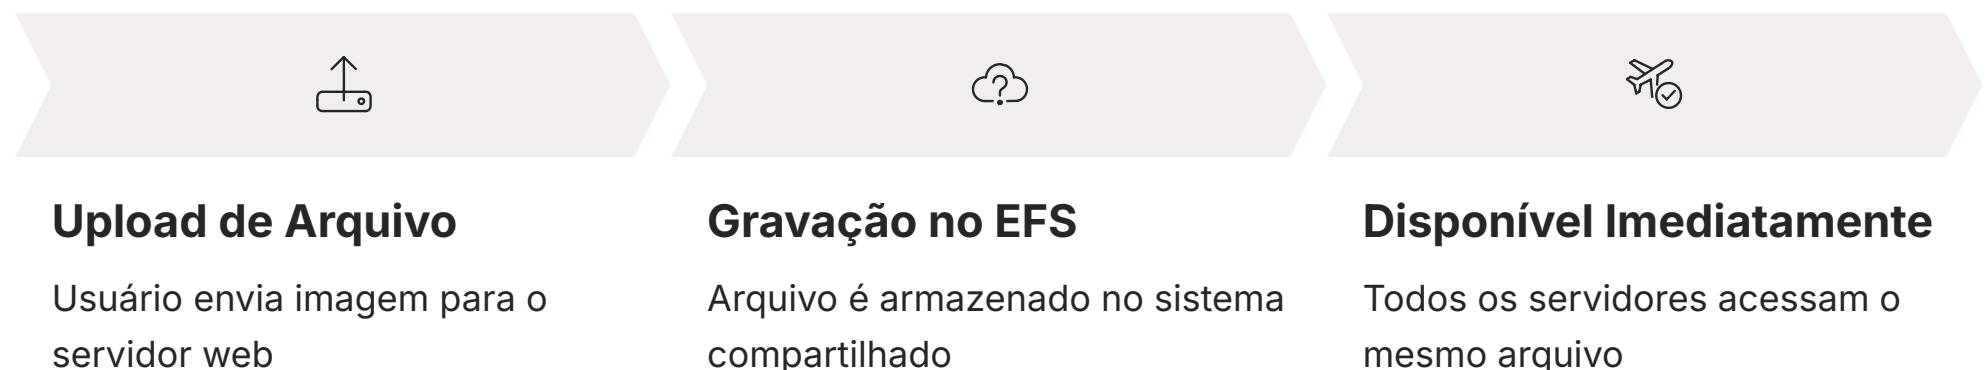 Upload de Arquivo
Usuário envia imagem para o
servidor web
Gravação no EFS
Arquivo é armazenado no sistema
compartilhado
Disponível Imediatamente
Todos os servidores acessam o
mesmo arquivo